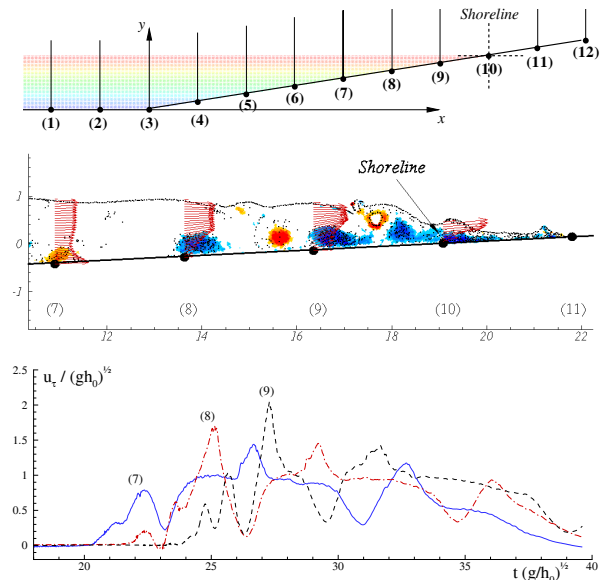 Shoreline
y
(1) (2) (3) (4) (5) (6) (7) (8) (9) (10) (11) (12)
x
Shoreline
1
0
-1
(7) (8) (9) (10) (11)
12 14 16 18 20 22
2.5
u_τ / (gh₀)^½
2
1.5
1
0.5
0
(7) (8) (9)
20 25 30 35 40
t (g/h₀)^½